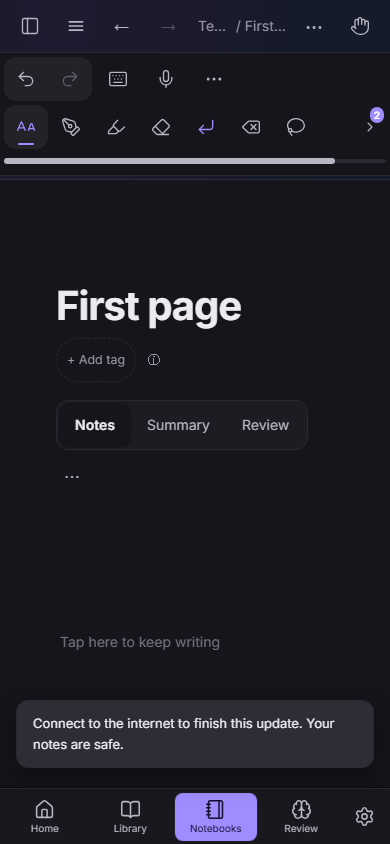 Te... / First...
AA
2
First page
+ Add tag
Notes Summary Review
...
Tap here to keep writing
Connect to the internet to finish this update. Your
notes are safe.
Home Library Notebooks Review